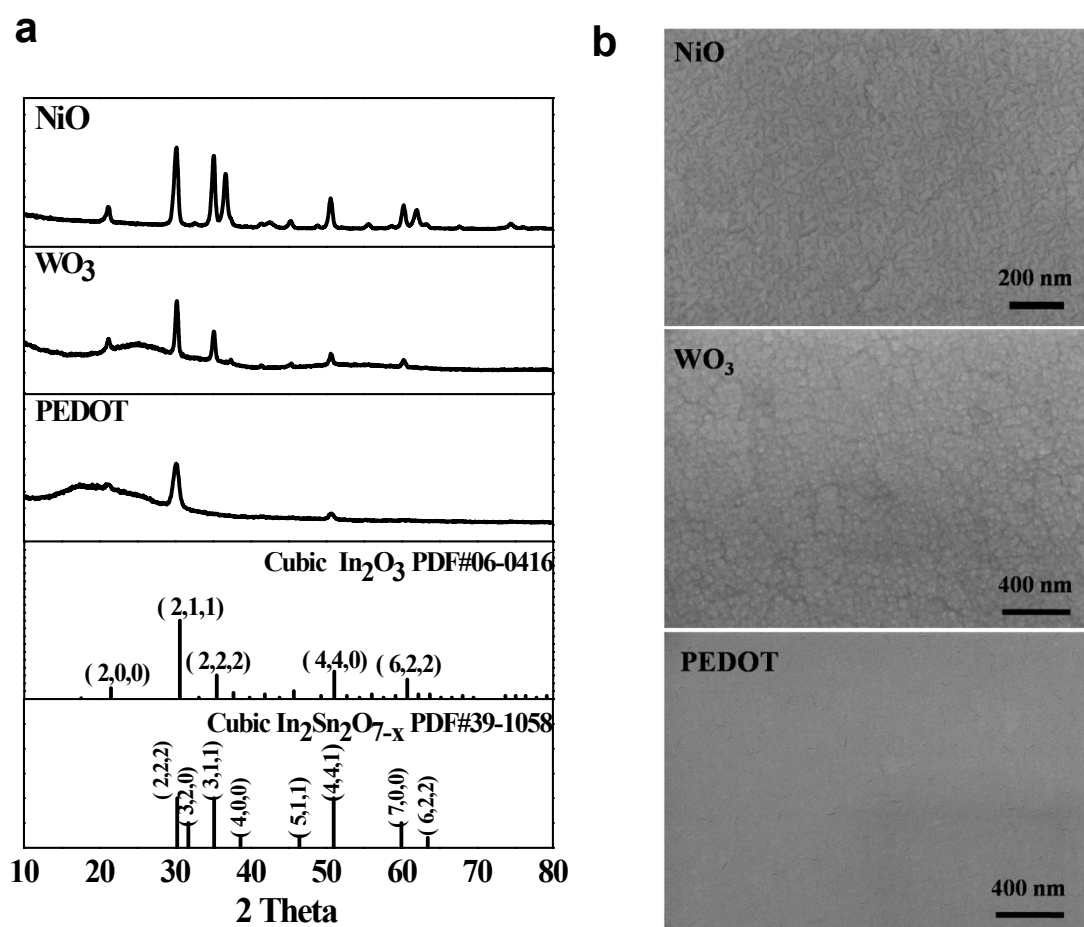 a
NiO
WO₃
PEDOT
Cubic In₂O₃ PDF#06-0416
( 2,0,0)
( 2,1,1)
( 2,2,2)
( 4,4,0)
( 6,2,2)
Cubic In₂Sn₂O₇₋ₓ PDF#39-1058
( 2,2,2)
( 3,2,0)
( 3,1,1)
( 4,0,0)
( 5,1,1)
( 4,4,1)
( 7,0,0)
( 6,2,2)
10 20 30 40 50 60 70 80
2 Theta
b
NiO
200 nm
WO₃
400 nm
PEDOT
400 nm